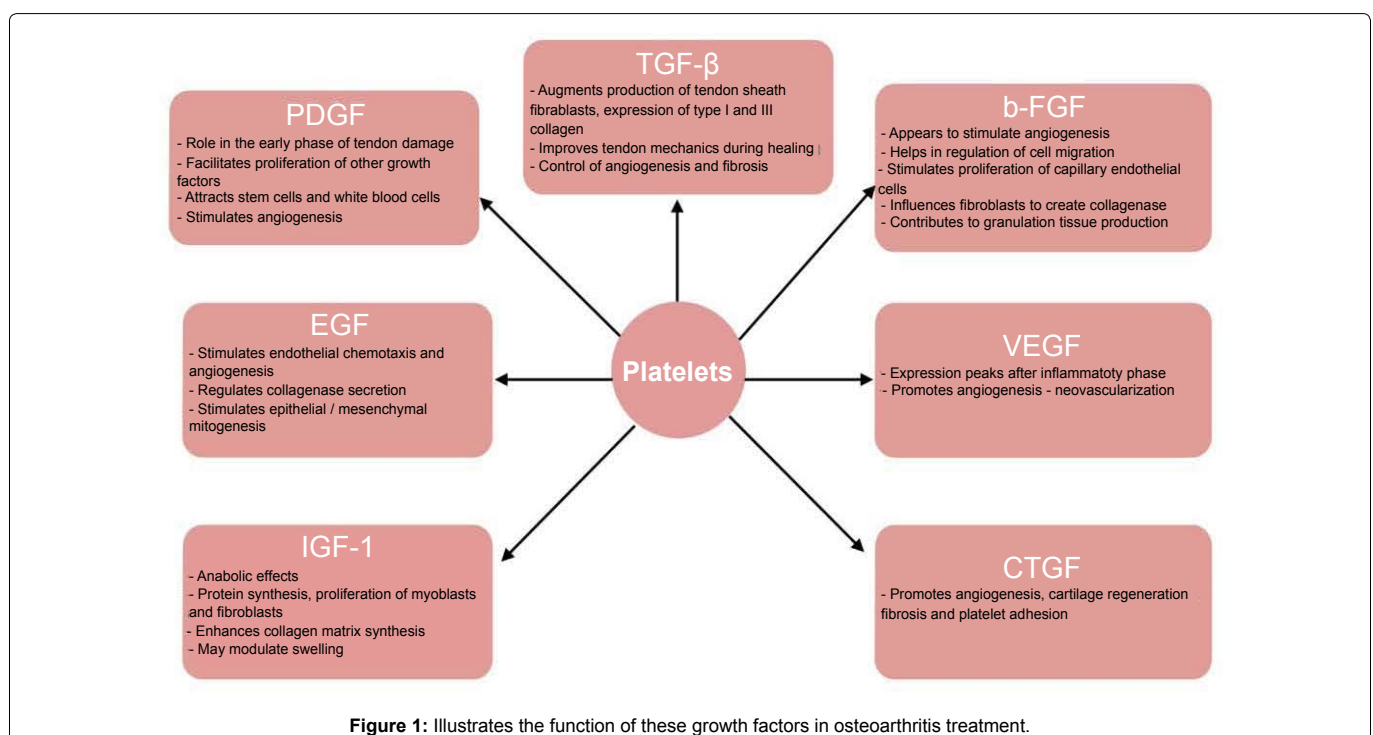 TGF-β
- Augments production of tendon sheath
fibrablasts, expression of type I and III
collagen
- Improves tendon mechanics during healing
- Control of angiogenesis and fibrosis
PDGF
- Role in the early phase of tendon damage
- Facilitates proliferation of other growth
factors
- Attracts stem cells and white blood cells
- Stimulates angiogenesis
b-FGF
- Appears to stimulate angiogenesis
- Helps in regulation of cell migration
- Stimulates proliferation of capillary endothelial
cells
- Influences fibroblasts to create collagenase
- Contributes to granulation tissue production
EGF
- Stimulates endothelial chemotaxis and
angiogenesis
- Regulates collagenase secretion
- Stimulates epithelial / mesenchymal
mitogenesis
Platelets
VEGF
- Expression peaks after inflammatoty phase
- Promotes angiogenesis - neovascularization
IGF-1
- Anabolic effects
- Protein synthesis, proliferation of myoblasts
and fibroblasts
- Enhances collagen matrix synthesis
- May modulate swelling
CTGF
- Promotes angiogenesis, cartilage regeneration
fibrosis and platelet adhesion
Figure 1: Illustrates the function of these growth factors in osteoarthritis treatment.